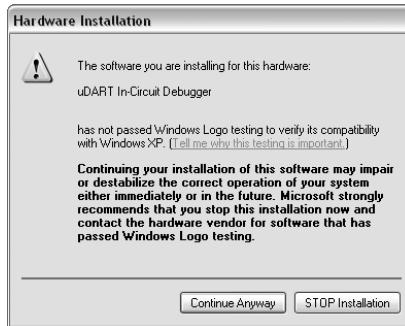 Hardware Installation
The software you are installing for this hardware:
uDART In-Circuit Debugger
has not passed Windows Logo testing to verify its compatibility
with Windows XP. (Tell me why this testing is important.)
Continuing your installation of this software may impair
or destabilize the correct operation of your system
either immediately or in the future. Microsoft strongly
recommends that you stop this installation now and
contact the hardware vendor for software that has
passed Windows Logo testing.
Continue Anyway
STOP Installation